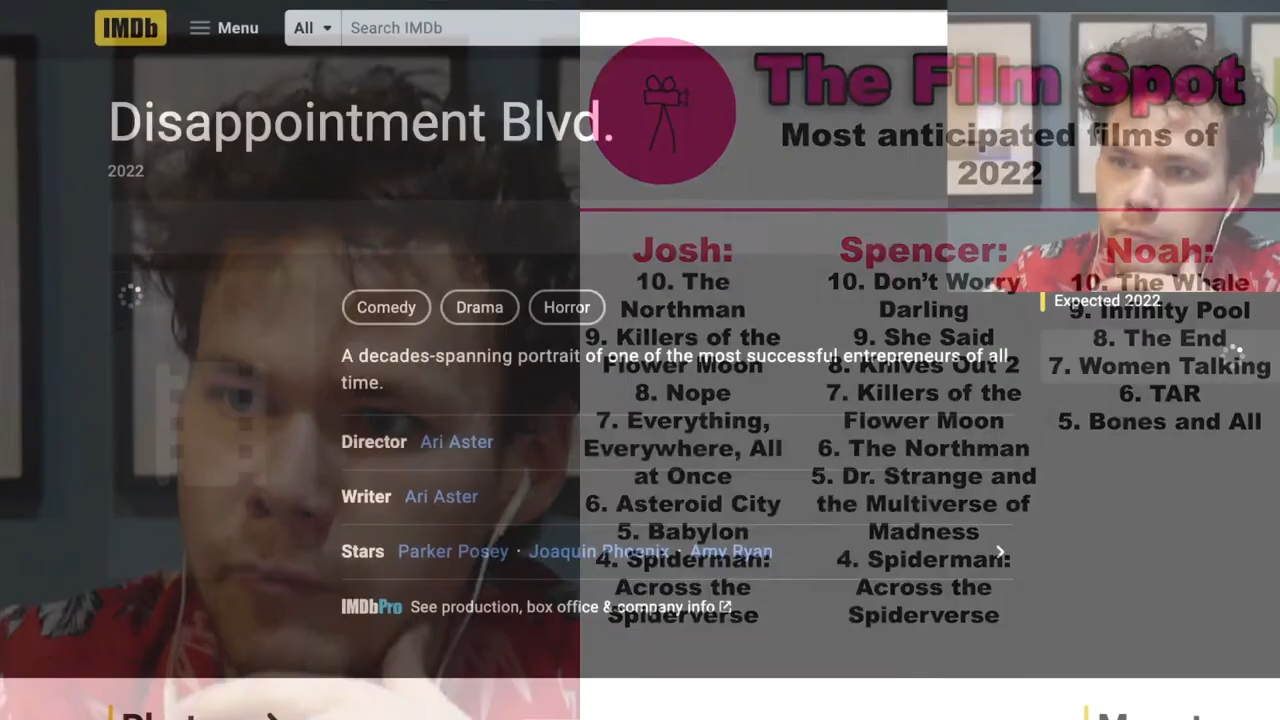 IMDb
Menu
All
Search IMDb
Disappointment Blvd.
2022
The Film Spot
Most anticipated films of
2022
Comedy
Drama
Horror
A decades-spanning portrait of one of the most successful entrepreneurs of all
time.
Director Ari Aster
Writer Ari Aster
Stars Parker Posey · Joaquin Phoenix · Amy Ryan
IMDbPro See production, box office & company info
Josh:
10. The
Northman
9. Killers of the
Flower Moon
8. Nope
7. Everything,
Everywhere, All
at Once
6. Asteroid City
5. Babylon
4. Spiderman:
Across the
Spiderverse
Spencer:
10. Don't Worry
Darling
9. She Said
8. Knives Out 2
7. Killers of the
Flower Moon
6. The Northman
5. Dr. Strange and
the Multiverse of
Madness
4. Spiderman:
Across the
Spiderverse
Noah:
10. The Whale
Expected 2022
9. Infinity Pool
8. The End
7. Women Talking
6. TAR
5. Bones and All